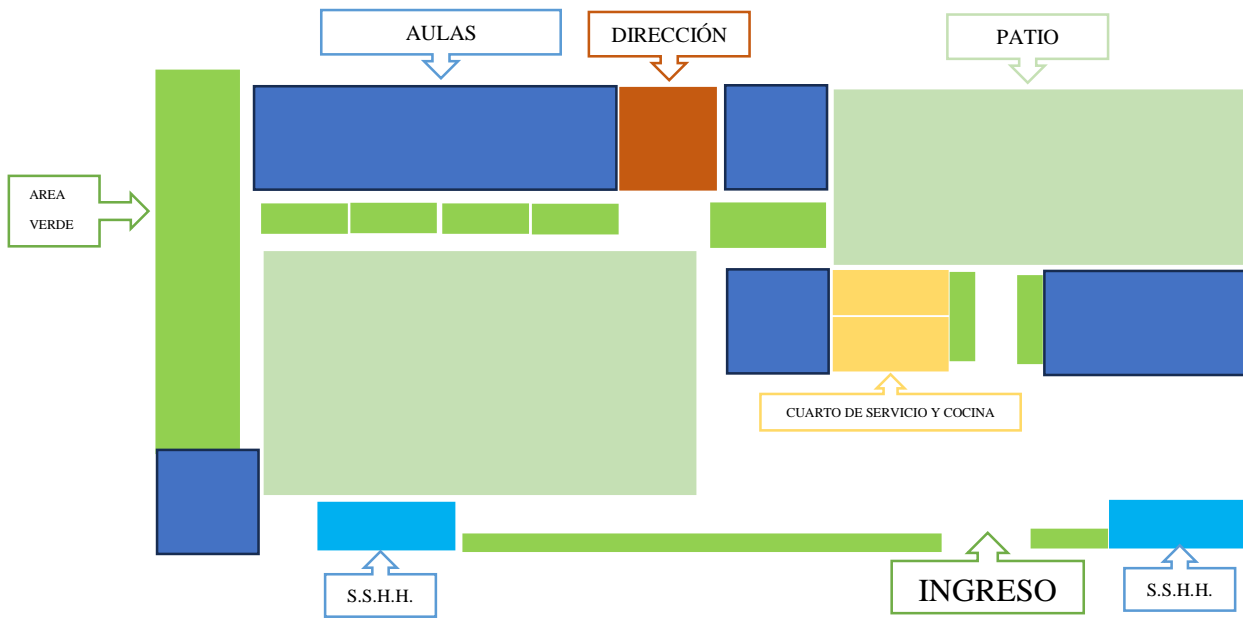 AULAS
DIRECCIÓN
PATIO
AREA
VERDE
CUARTO DE SERVICIO Y COCINA
S.S.H.H.
INGRESO
S.S.H.H.